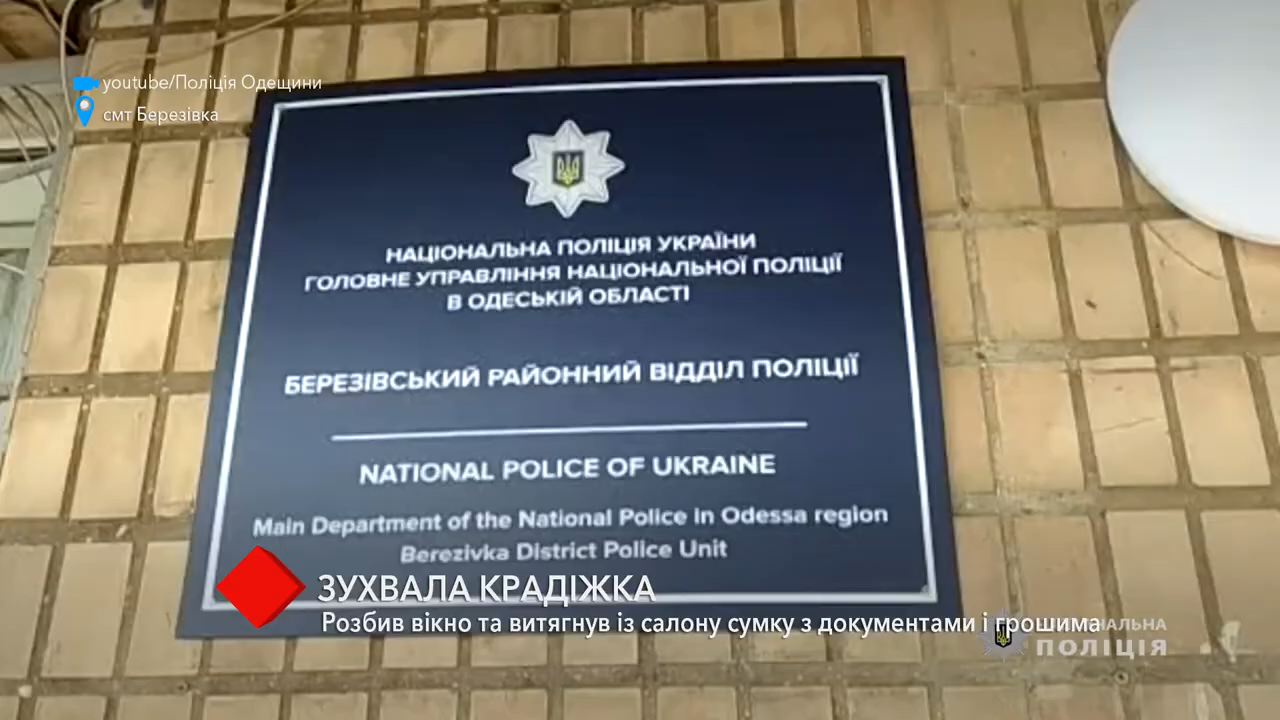 youtube/Поліція Одещини
смт Березівка
НАЦІОНАЛЬНА ПОЛІЦІЯ УКРАЇНИ
ГОЛОВНЕ УПРАВЛІННЯ НАЦІОНАЛЬНОЇ ПОЛІЦІЇ
В ОДЕСЬКІЙ ОБЛАСТІ
БЕРЕЗІВСЬКИЙ РАЙОННИЙ ВІДДІЛ ПОЛІЦІЇ
NATIONAL POLICE OF UKRAINE
Main Department of the National Police in Odessa region
Berezivka District Police Unit
ЗУХВАЛА КРАДІЖКА
Розбив вікно та витягнув із салону сумку з документами і грошима
ПОЛІЦІЯ